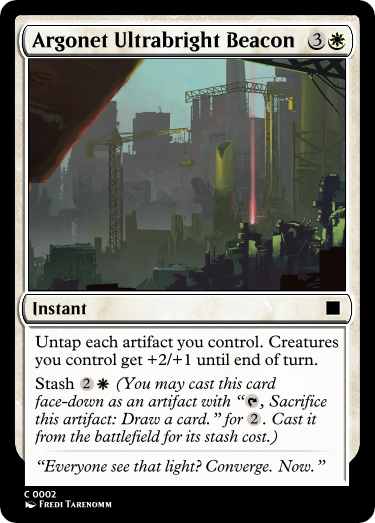 Argonet Ultrabright Beacon 3
Instant
Untap each artifact you control. Creatures
you control get +2/+1 until end of turn.
Stash 2 (You may cast this card
face-down as an artifact with “, Sacrifice
this artifact: Draw a card.” for 2. Cast it
from the battlefield for its stash cost.)
“Everyone see that light? Converge. Now.”
C 0002
Fredi Tarenomm